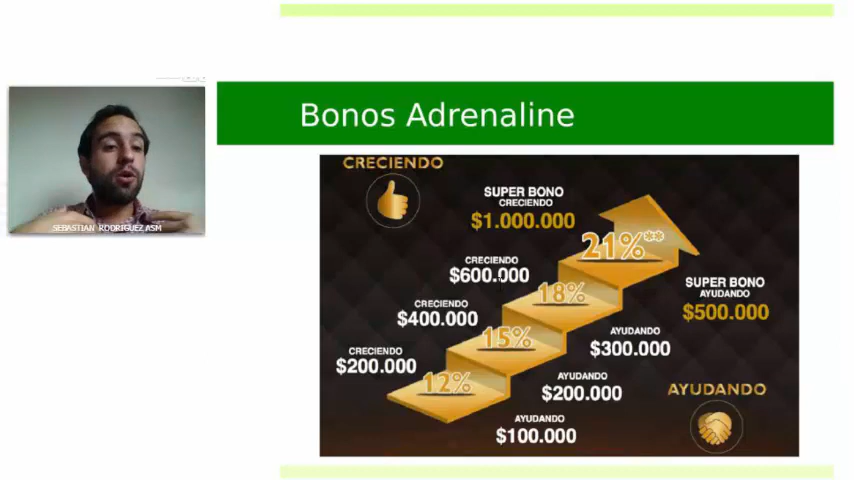 Bonos Adrenaline
SEBASTIAN RODRIGUEZ ASM
CRECIENDO
SUPER BONO
CRECIENDO
$1.000.000
21%**
CRECIENDO
$600.000
18%
SUPER BONO
AYUDANDO
$500.000
CRECIENDO
$400.000
15%
AYUDANDO
$300.000
CRECIENDO
$200.000
12%
AYUDANDO
$200.000
AYUDANDO
AYUDANDO
$100.000